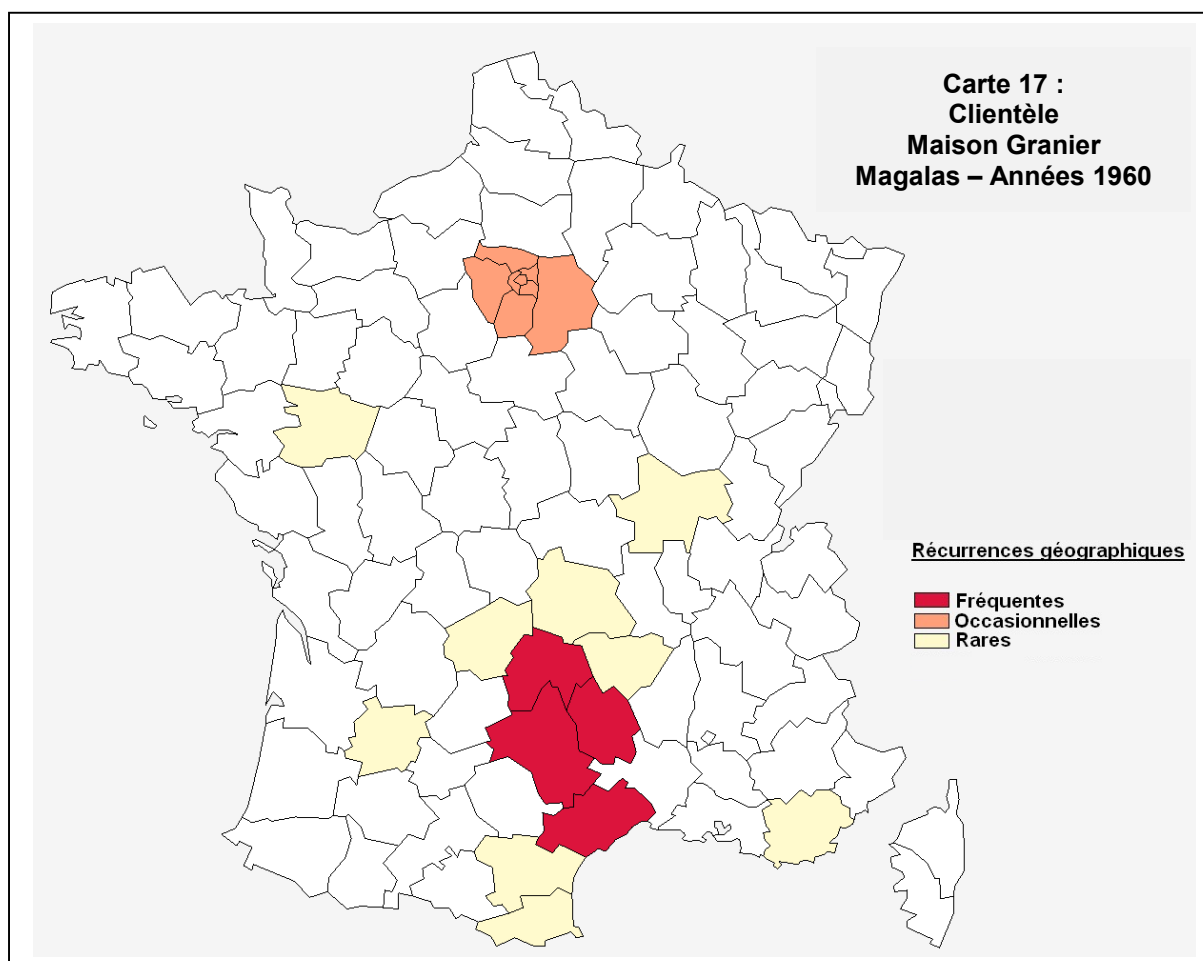 Carte 17 :
Clientèle
Maison Granier
Magalas – Années 1960
Récurrences géographiques
Fréquentes
Occasionnelles
Rares